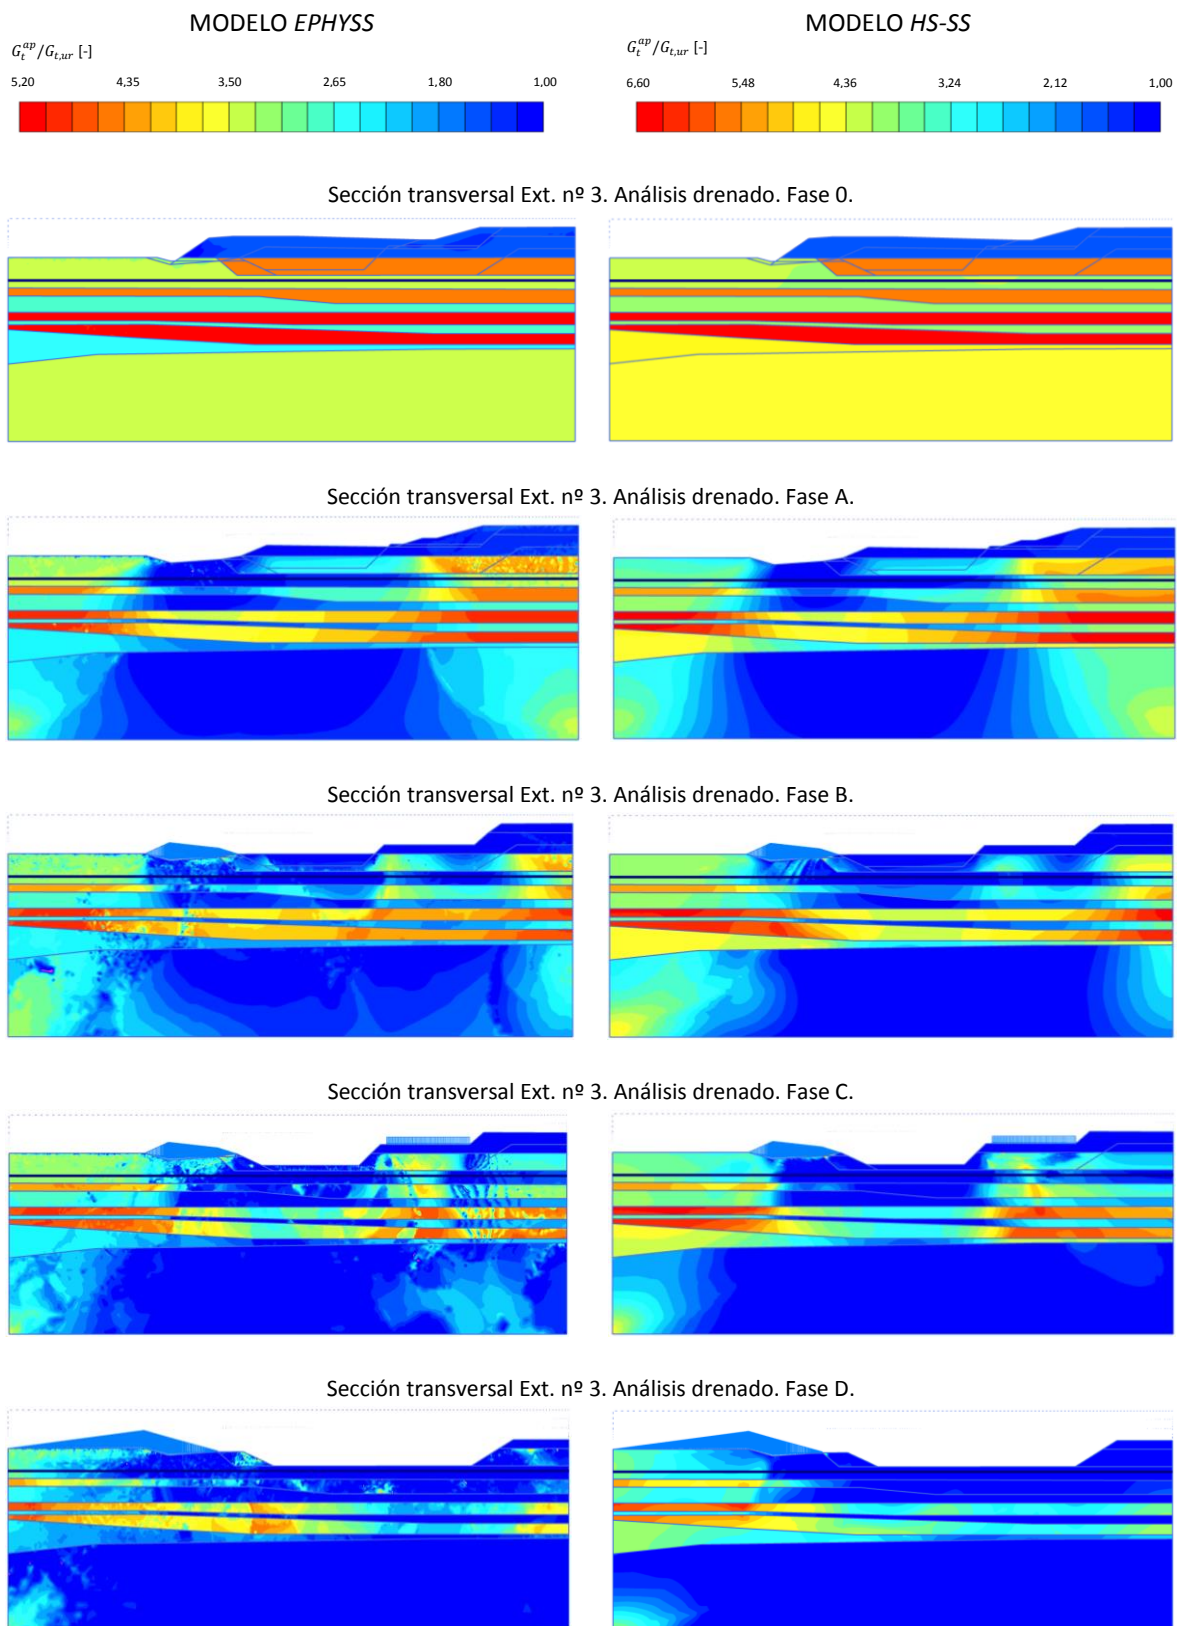 MODELO EPHYSS
MODELO HS-SS
G_t^{ap}/G_{t,ur} [-]
G_t^{ap}/G_{t,ur} [-]
5,20 4,35 3,50 2,65 1,80 1,00
6,60 5,48 4,36 3,24 2,12 1,00
Sección transversal Ext. nº 3. Análisis drenado. Fase 0.
Sección transversal Ext. nº 3. Análisis drenado. Fase A.
Sección transversal Ext. nº 3. Análisis drenado. Fase B.
Sección transversal Ext. nº 3. Análisis drenado. Fase C.
Sección transversal Ext. nº 3. Análisis drenado. Fase D.